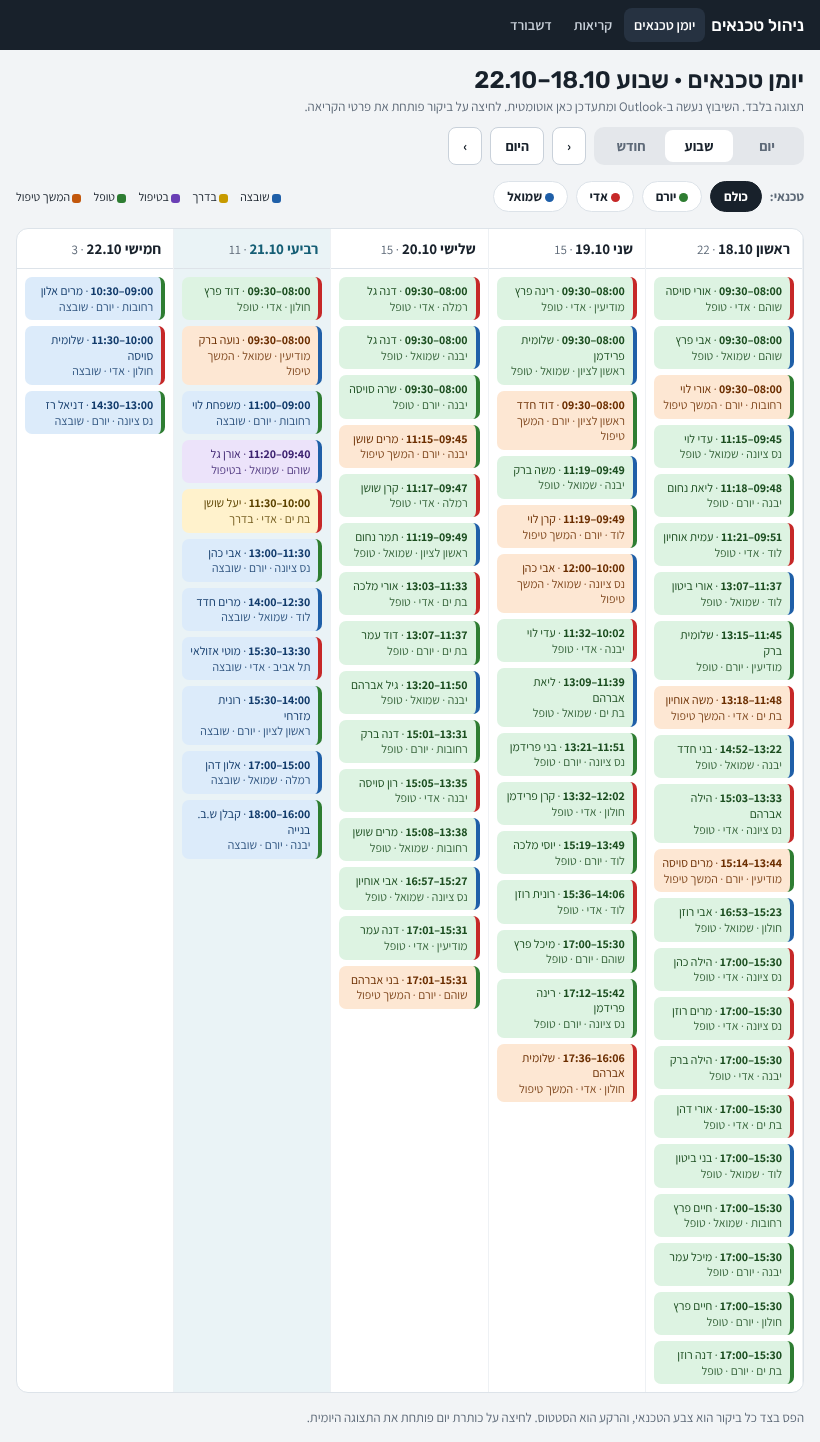 ניהול טכנאים
יומן טכנאים
קריאות
דשבורד
יומן טכנאים • שבוע 18.10–22.10
תצוגה בלבד. השיבוץ נעשה ב-Outlook ומתעדכן כאן אוטומטית. לחיצה על ביקור פותחת את פרטי הקריאה.
יום
שבוע
חודש
‹
היום
›
טכנאי:
כולם
יורם
אדי
שמואל
שובצה
בדרך
בטיפול
טופל
המשך טיפול
ראשון 18.10 · 22
08:00–09:30 · אורי סויסה
שוהם · אדי · טופל
08:00–09:30 · אבי פרץ
שוהם · שמואל · טופל
08:00–09:30 · אורי לוי
רחובות · יורם · המשך טיפול
09:45–11:15 · עדי לוי
נס ציונה · שמואל · טופל
09:48–11:18 · ליאת נחום
יבנה · יורם · טופל
09:51–11:21 · עמית אוחיון
לוד · אדי · טופל
11:37–13:07 · אורי ביטון
לוד · שמואל · טופל
11:45–13:15 · שלומית
ברק
מודיעין · יורם · טופל
11:48–13:18 · משה אוחיון
בת ים · אדי · המשך טיפול
13:22–14:52 · בני חדד
יבנה · שמואל · טופל
13:33–15:03 · הילה
אברהם
נס ציונה · אדי · טופל
13:44–15:14 · מרים סויסה
מודיעין · יורם · המשך טיפול
15:23–16:53 · אבי רוזן
חולון · שמואל · טופל
15:30–17:00 · הילה כהן
נס ציונה · אדי · טופל
15:30–17:00 · מרים רוזן
נס ציונה · אדי · טופל
15:30–17:00 · הילה ברק
יבנה · אדי · טופל
15:30–17:00 · אורי דהן
בת ים · אדי · טופל
15:30–17:00 · בני ביטון
לוד · שמואל · טופל
15:30–17:00 · חיים פרץ
רחובות · שמואל · טופל
15:30–17:00 · מיכל עמר
יבנה · יורם · טופל
15:30–17:00 · חיים פרץ
חולון · יורם · טופל
15:30–17:00 · דנה רוזן
בת ים · יורם · טופל
שני 19.10 · 15
08:00–09:30 · רינה פרץ
מודיעין · אדי · טופל
08:00–09:30 · שלומית
פרידמן
ראשון לציון · שמואל · טופל
08:00–09:30 · דוד חדד
ראשון לציון · יורם · המשך
טיפול
09:49–11:19 · משה ברק
יבנה · שמואל · טופל
09:49–11:19 · קרן לוי
לוד · יורם · המשך טיפול
10:00–12:00 · אבי כהן
נס ציונה · שמואל · המשך
טיפול
10:02–11:32 · עדי לוי
יבנה · אדי · טופל
11:39–13:09 · ליאת
אברהם
בת ים · שמואל · טופל
11:51–13:21 · בני פרידמן
נס ציונה · יורם · טופל
12:02–13:32 · קרן פרידמן
חולון · אדי · טופל
13:49–15:19 · יוסי מלכה
לוד · יורם · טופל
14:06–15:36 · רונית רוזן
לוד · אדי · טופל
15:30–17:00 · מיכל פרץ
שוהם · יורם · טופל
15:42–17:12 · רינה
פרידמן
נס ציונה · יורם · טופל
16:06–17:36 · שלומית
אברהם
חולון · אדי · המשך טיפול
שלישי 20.10 · 15
08:00–09:30 · דנה גל
רמלה · אדי · טופל
08:00–09:30 · דנה גל
יבנה · שמואל · טופל
08:00–09:30 · שרה סויסה
יבנה · יורם · טופל
09:45–11:15 · מרים ששון
יבנה · יורם · המשך טיפול
09:47–11:17 · קרן ששון
רמלה · אדי · טופל
09:49–11:19 · תמר נחום
ראשון לציון · שמואל · טופל
11:33–13:03 · אורי מלכה
בת ים · אדי · טופל
11:37–13:07 · דוד עמר
בת ים · יורם · טופל
11:50–13:20 · גיל אברהם
יבנה · שמואל · טופל
13:31–15:01 · דנה ברק
רחובות · יורם · טופל
13:35–15:05 · רון סויסה
יבנה · אדי · טופל
13:38–15:08 · מרים ששון
רחובות · שמואל · טופל
15:27–16:57 · אבי אוחיון
נס ציונה · שמואל · טופל
15:31–17:01 · דנה עמר
מודיעין · אדי · טופל
15:31–17:01 · בני אברהם
שוהם · יורם · המשך טיפול
רביעי 21.10 · 11
08:00–09:30 · דוד פרץ
חולון · אדי · טופל
08:00–09:30 · נועה ברק
מודיעין · שמואל · המשך
טיפול
09:00–11:00 · משפחת לוי
רחובות · יורם · שובצה
09:40–11:20 · אורן גל
שוהם · שמואל · בטיפול
10:00–11:30 · יעל ששון
בת ים · אדי · בדרך
11:30–13:00 · אבי כהן
נס ציונה · יורם · שובצה
12:30–14:00 · מרים חדד
לוד · שמואל · שובצה
13:30–15:30 · מוטי אזולאי
תל אביב · אדי · שובצה
14:00–15:30 · רונית
מזרחי
ראשון לציון · יורם · שובצה
15:00–17:00 · אלון דהן
רמלה · שמואל · שובצה
16:00–18:00 · קבלן ש.ב.
בנייה
יבנה · יורם · שובצה
חמישי 22.10 · 3
09:00–10:30 · מרים אלון
רחובות · יורם · שובצה
10:00–11:30 · שלומית
סויסה
חולון · אדי · שובצה
13:00–14:30 · דניאל רז
נס ציונה · יורם · שובצה
הפס בצד כל ביקור הוא צבע הטכנאי, והרקע הוא הסטטוס. לחיצה על כותרת יום פותחת את התצוגה היומית.